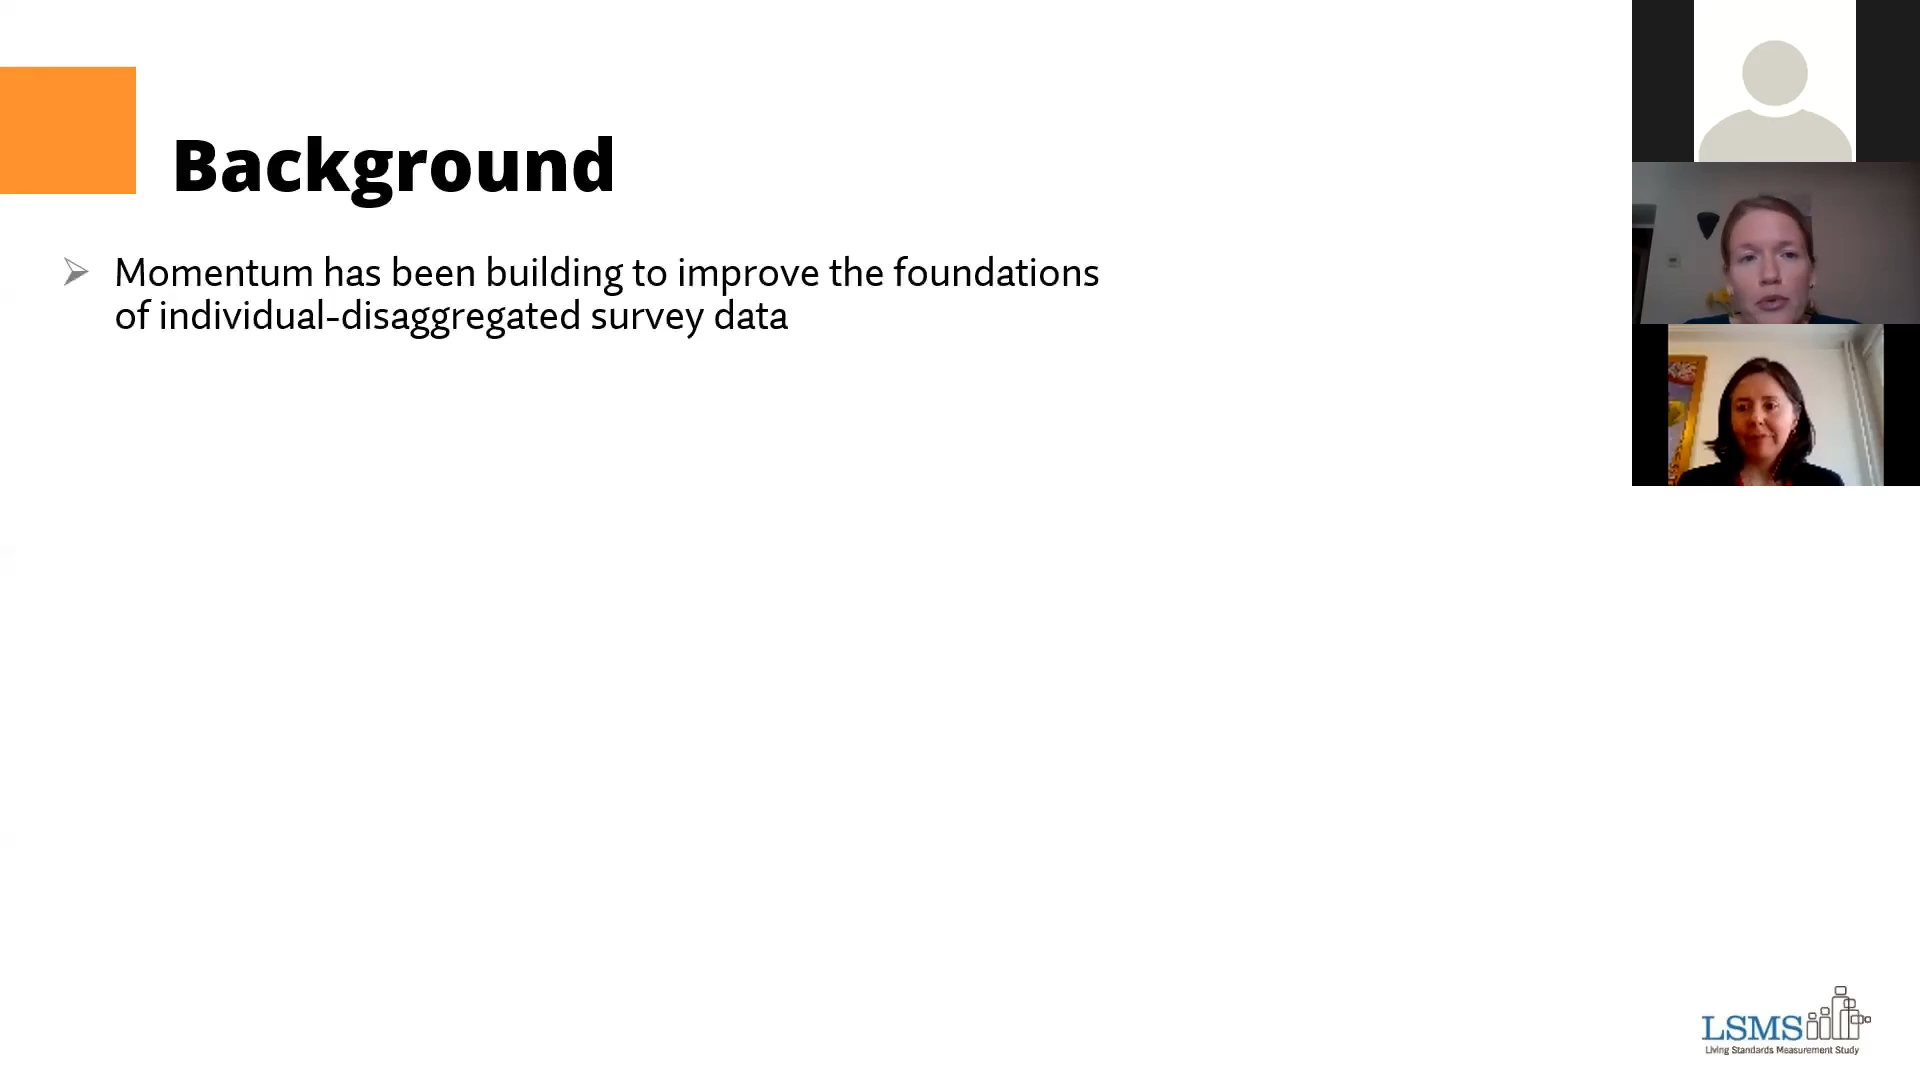 Background
Momentum has been building to improve the foundations
of individual-disaggregated survey data
LSMS
Living Standards Measurement Study